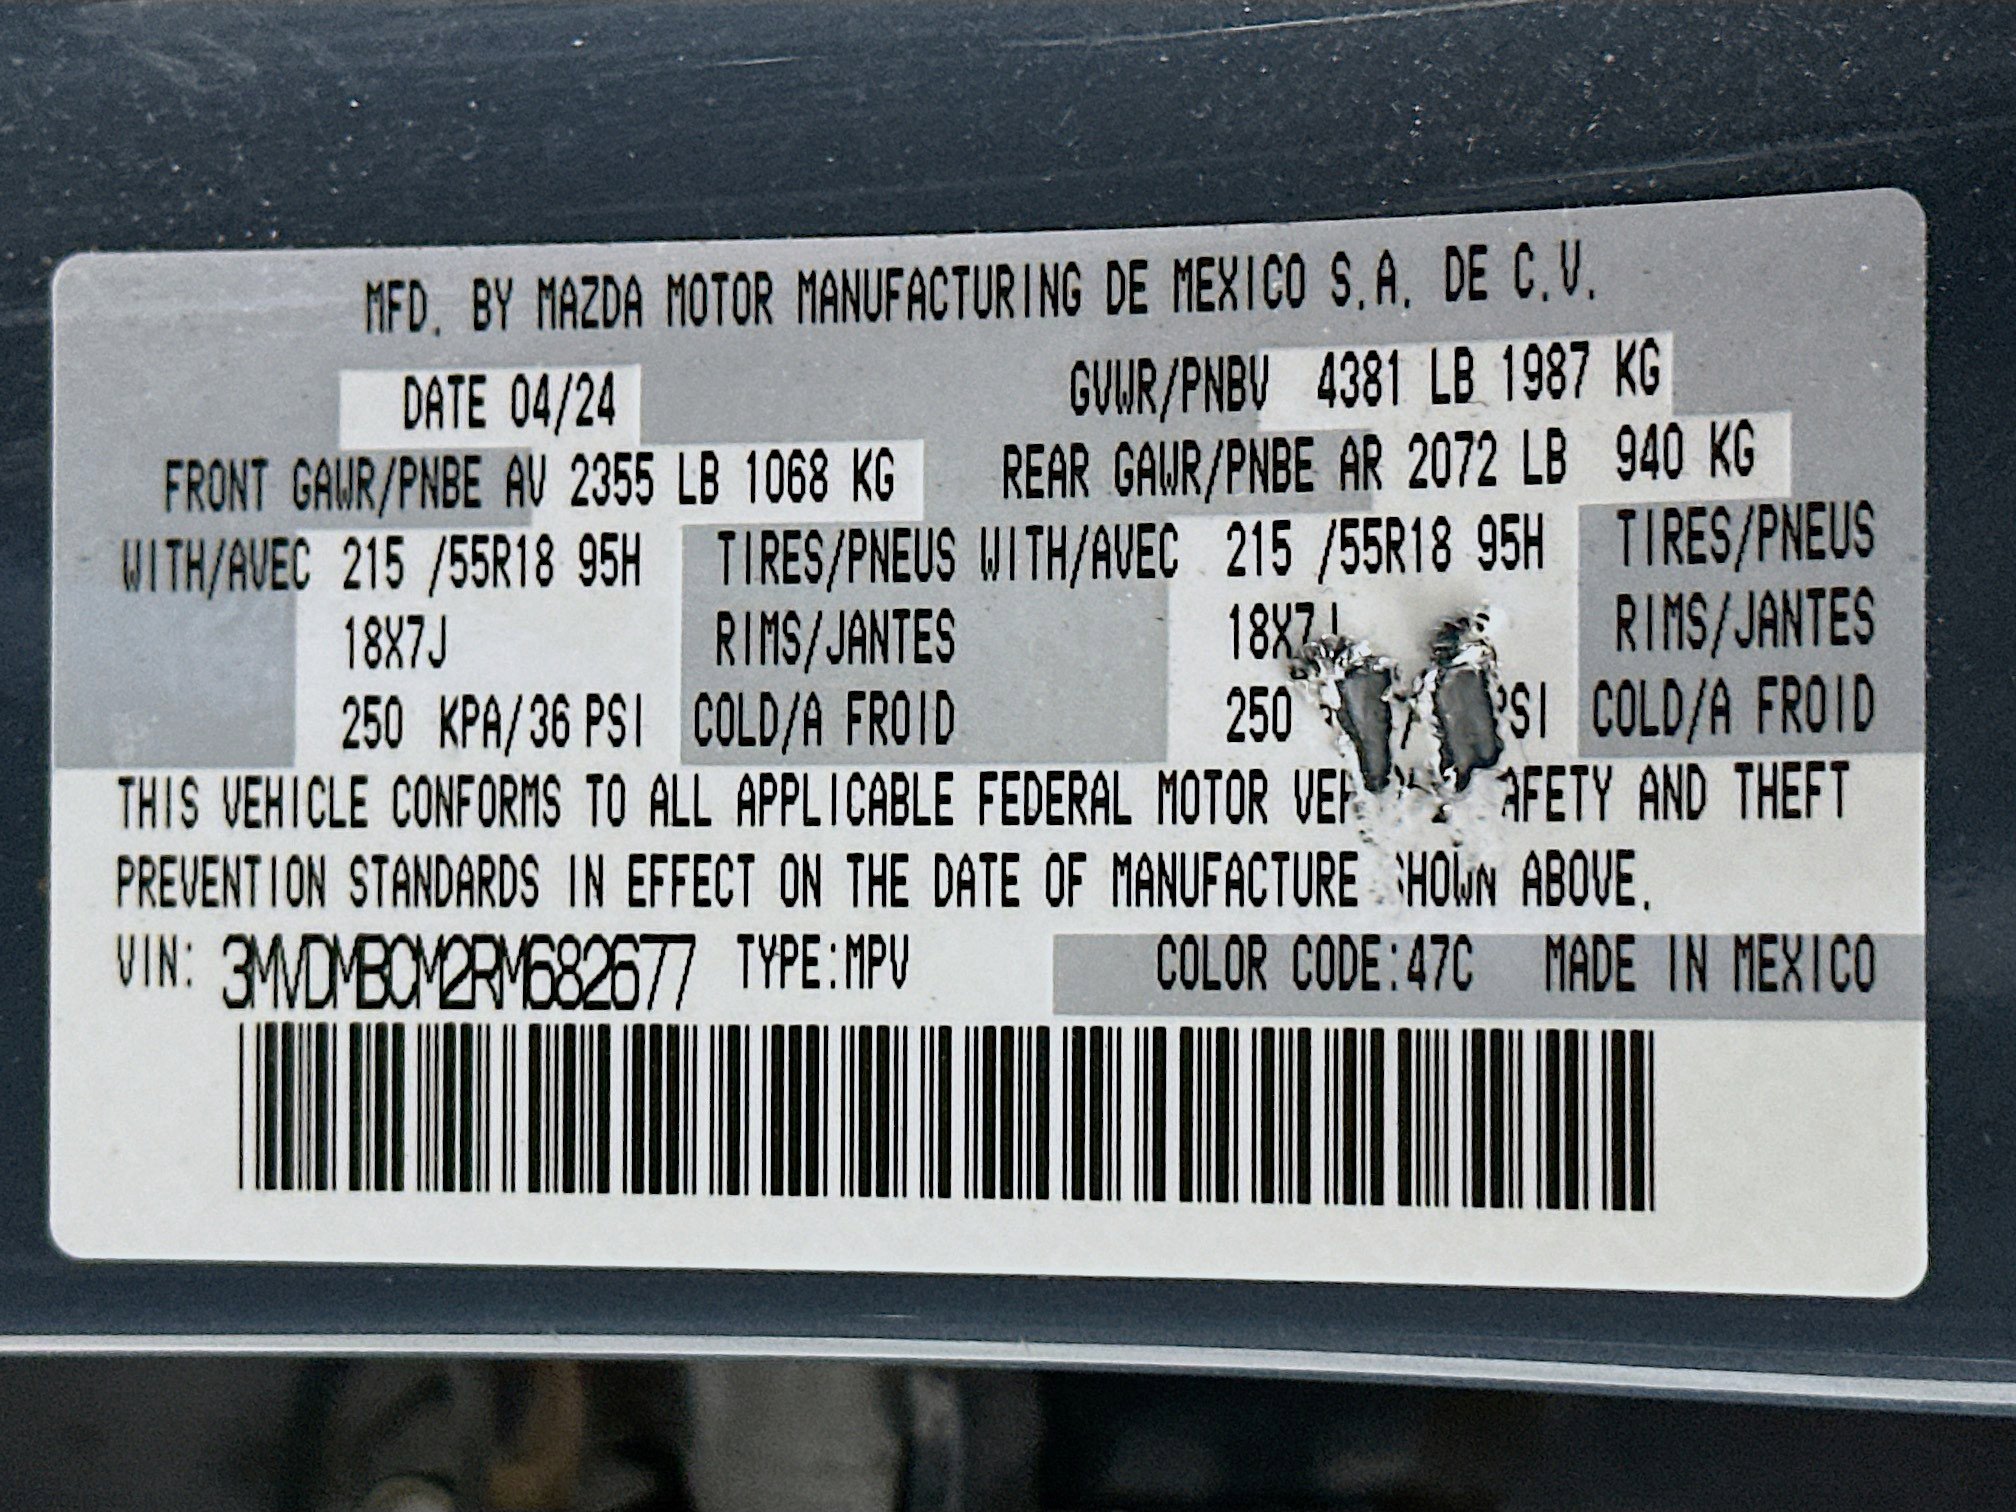 MFD. BY MAZDA MOTOR MANUFACTURING DE MEXICO S.A. DE C.V.
DATE 04/24 GVWR/PNBV 4381 LB 1987 KG
FRONT GAWR/PNBE AV 2355 LB 1068 KG REAR GAWR/PNBE AR 2072 LB 940 KG
WITH/AVEC 215 /55R18 95H TIRES/PNEUS WITH/AVEC 215 /55R18 95H TIRES/PNEUS
18X7J RIMS/JANTES 18X7J RIMS/JANTES
250 KPA/36 PSI COLD/A FROID 250 PSI COLD/A FROID
THIS VEHICLE CONFORMS TO ALL APPLICABLE FEDERAL MOTOR SAFETY AND THEFT
PREVENTION STANDARDS IN EFFECT ON THE DATE OF MANUFACTURE SHOWN ABOVE.
VIN: 3MVDMBCM2RM682677 TYPE:MPV COLOR CODE:47C MADE IN MEXICO